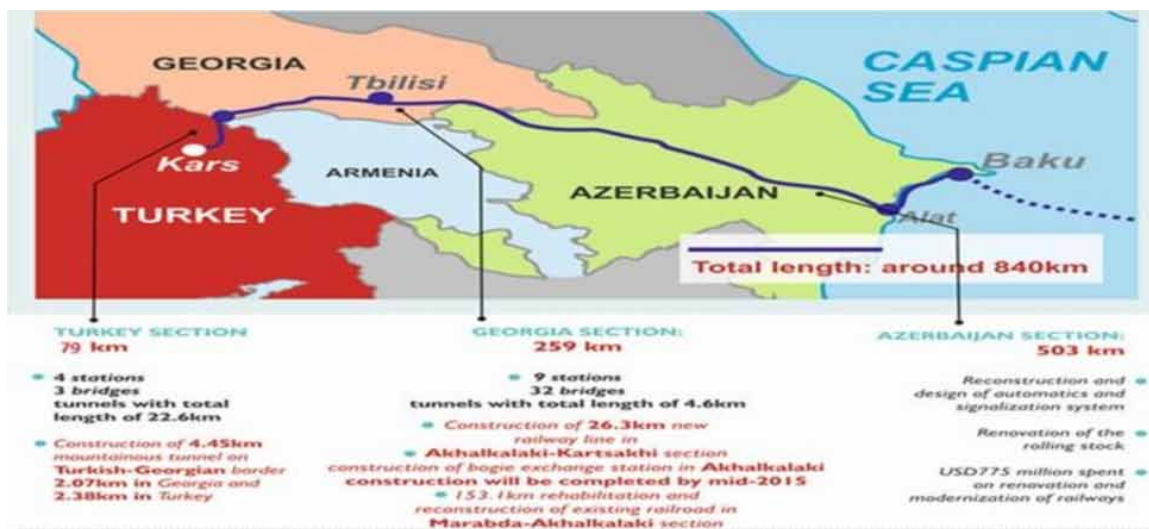 GEORGIA
Tbilisi
CASPIAN
SEA
Kars
ARMENIA
Baku
TURKEY
AZERBAIJAN
Alat
Total length: around 840km
TURKEY SECTION
79 km
4 stations
3 bridges
tunnels with total
length of 22.6km
Construction of 4.45km
mountainous tunnel on
Turkish-Georgian border
2.07km in Georgia and
2.38km in Turkey
GEORGIA SECTION:
259 km
9 stations
32 bridges
tunnels with total length of 4.6km
Construction of 26.3km new
railway line in
Akhalkalaki-Kartsakhi section
construction of bogie exchange station in Akhalkalaki
construction will be completed by mid-2015
153.1km rehabilitation and
reconstruction of existing railroad in
Marabda-Akhalkalaki section
AZERBAIJAN SECTION:
503 km
Reconstruction and
design of automatics and
signalization system
Renovation of the
rolling stock
USD775 million spent
on renovation and
modernization of railways